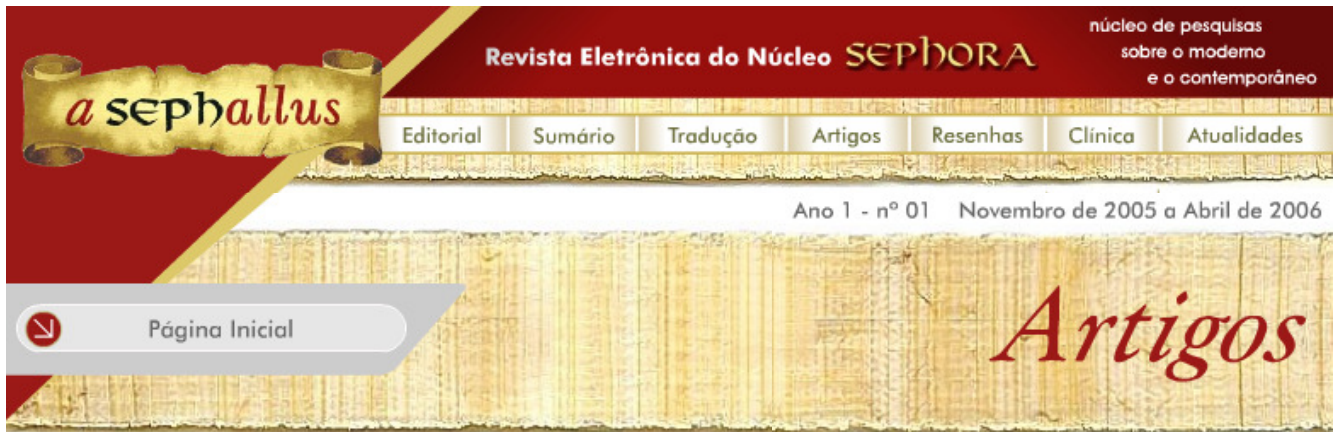 a sephallus
Revista Eletrônica do Núcleo SEPHORA
núcleo de pesquisas
sobre o moderno
e o contemporâneo
Editorial Sumário Tradução Artigos Resenhas Clínica Atualidades
Ano 1 - nº 01 Novembro de 2005 a Abril de 2006
Página Inicial
Artigos